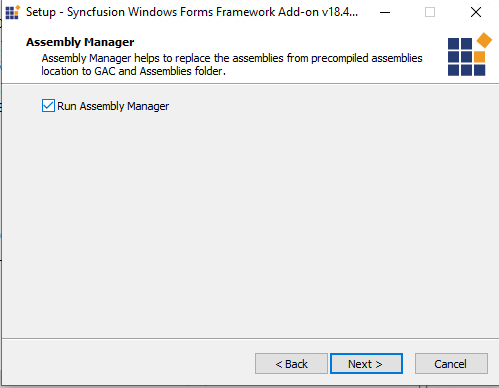 Setup - Syncfusion Windows Forms Framework Add-on v18.4...
Assembly Manager
Assembly Manager helps to replace the assemblies from precompiled assemblies
location to GAC and Assemblies folder.
Run Assembly Manager
< Back
Next >
Cancel